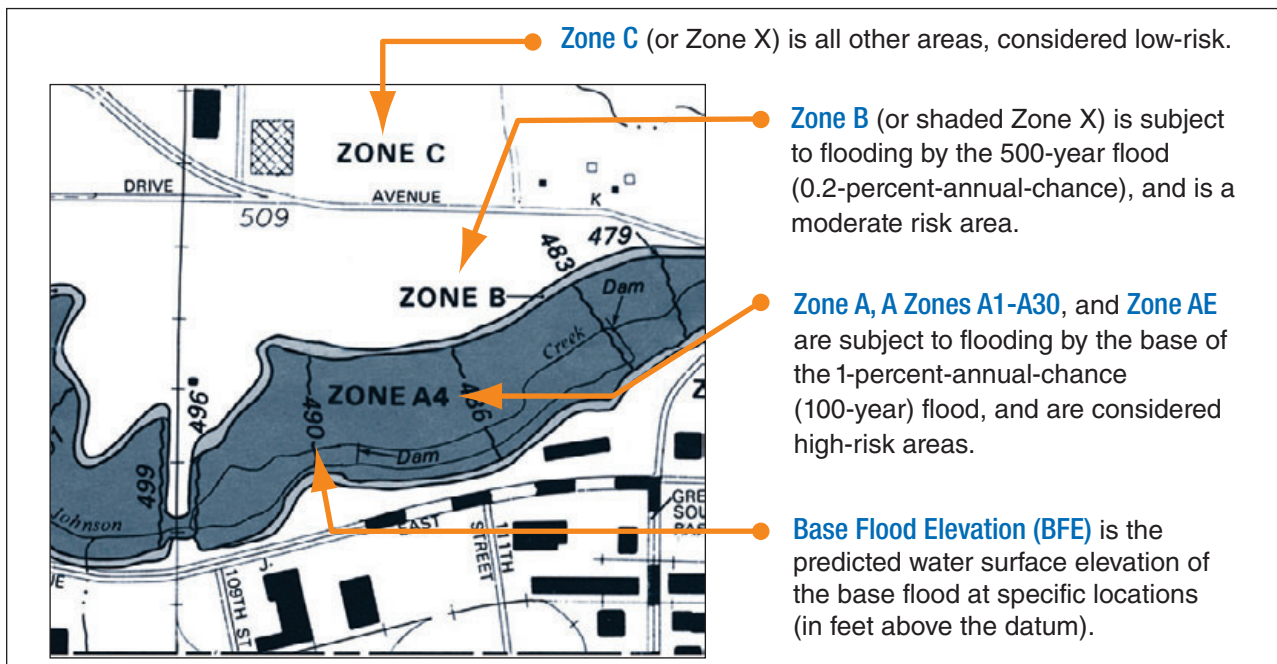 Zone C (or Zone X) is all other areas, considered low-risk.
Zone B (or shaded Zone X) is subject
to flooding by the 500-year flood
(0.2-percent-annual-chance), and is a
moderate risk area.
Zone A, A Zones A1-A30, and Zone AE
are subject to flooding by the base of
the 1-percent-annual-chance
(100-year) flood, and are considered
high-risk areas.
Base Flood Elevation (BFE) is the
predicted water surface elevation of
the base flood at specific locations
(in feet above the datum).
ZONE C
DRIVE
AVENUE
K
509
483
479
ZONE B
Dam
Creek
ZONE A4
496
490
486
Z
Dam
499
Johnson
EAST
GRE
SOU
J.
109TH ST
STREET
111TH